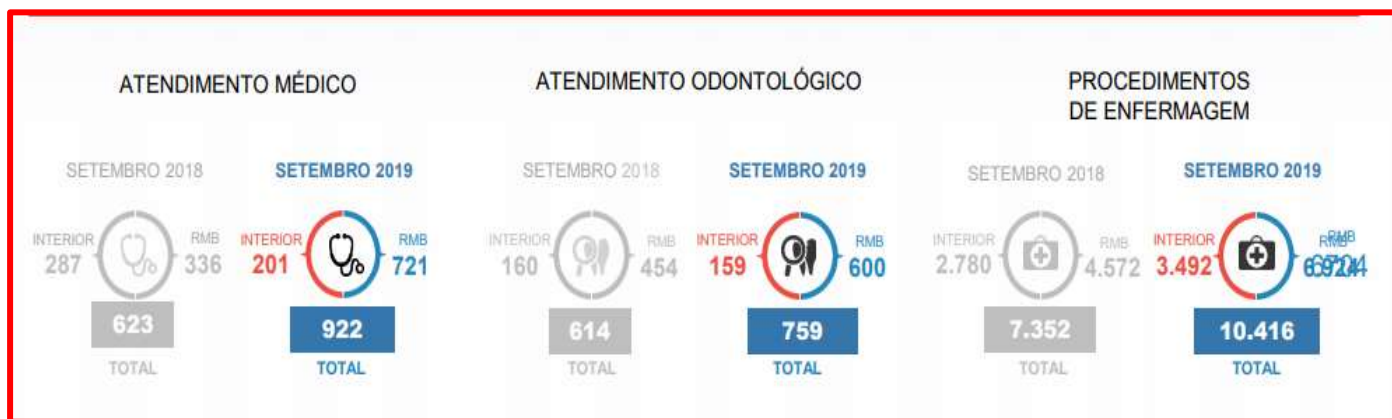 ATENDIMENTO MÉDICO
SETEMBRO 2018
INTERIOR
287
RMB
336
623
TOTAL
SETEMBRO 2019
INTERIOR
201
RMB
721
922
TOTAL
ATENDIMENTO ODONTOLÓGICO
SETEMBRO 2018
INTERIOR
160
RMB
454
614
TOTAL
SETEMBRO 2019
INTERIOR
159
RMB
600
759
TOTAL
PROCEDIMENTOS
DE ENFERMAGEM
SETEMBRO 2018
INTERIOR
2.780
RMB
4.572
7.352
TOTAL
SETEMBRO 2019
INTERIOR
3.492
RMB
10.416
TOTAL